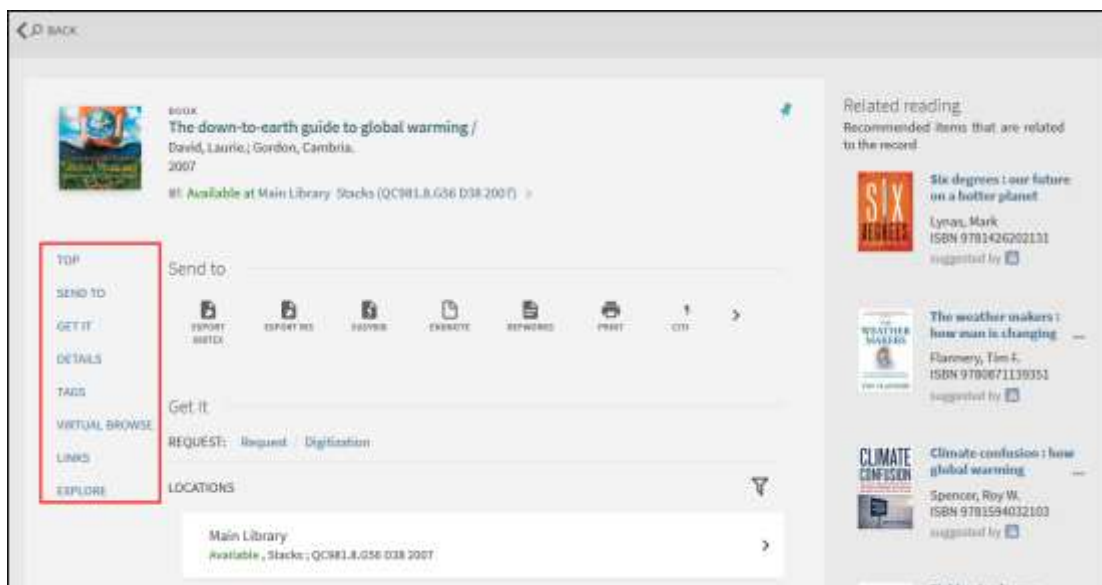 BACK
BOOK
The down-to-earth guide to global warming /
David, Laurie.; Gordon, Cambria.
2007
Available at Main Library Stacks (QC981.8.G56 D38 2007)
TOP
SEND TO
GET IT
DETAILS
TAGS
VIRTUAL BROWSE
LINKS
EXPLORE
Send to
EXPORT BIBTEX
EXPORT RIS
EASYBIB
ENDNOTE
REFWORKS
PRINT
Get It
REQUEST: Request Digitization
LOCATIONS
Main Library
Available , Stacks ; QC981.8.G56 D38 2007
Related reading
Recommended items that are related
to the record
SIX
DEGREES
Six degrees : our future
on a hotter planet
Lynas, Mark
ISBN 9781426202131
suggested by
THE
WEATHER
MAKERS
The weather makers :
how man is changing ...
Flannery, Tim F.
ISBN 9780871139351
suggested by
CLIMATE
CONFUSION
Climate confusion : how
global warming ...
Spencer, Roy W.
ISBN 9781594032103
suggested by